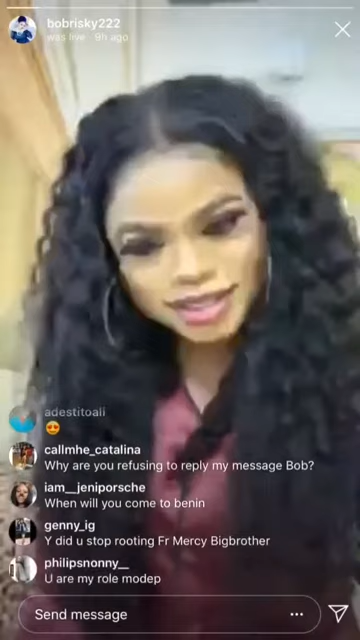 bobrisky222
was live · 9h ago
adestitoali
😍
callmhe_catalina
Why are you refusing to reply my message Bob?
iam__jeniporsche
When will you come to benin
genny_ig
Y did u stop rooting Fr Mercy Bigbrother
philipsnonny__
U are my role modep
Send message